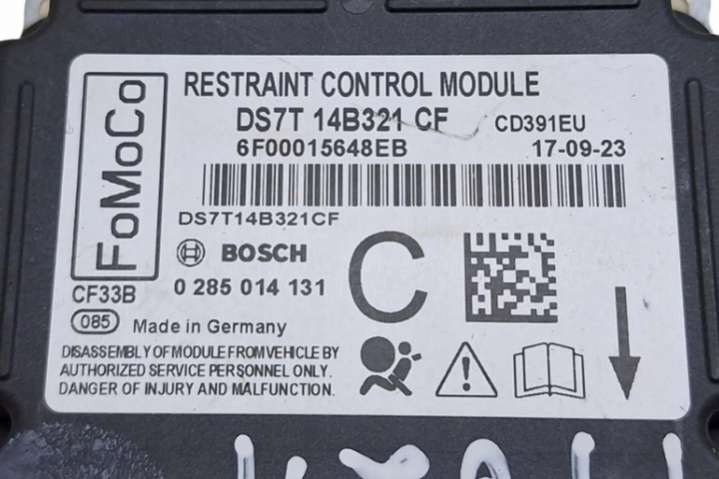 FoMoCo
RESTRAINT CONTROL MODULE
DS7T 14B321 CF CD391EU
6F00015648EB 17-09-23
DS7T14B321CF
BOSCH
C
CF33B 0 285 014 131
085 Made in Germany
DISASSEMBLY OF MODULE FROM VEHICLE BY
AUTHORIZED SERVICE PERSONNEL ONLY.
DANGER OF INJURY AND MALFUNCTION.